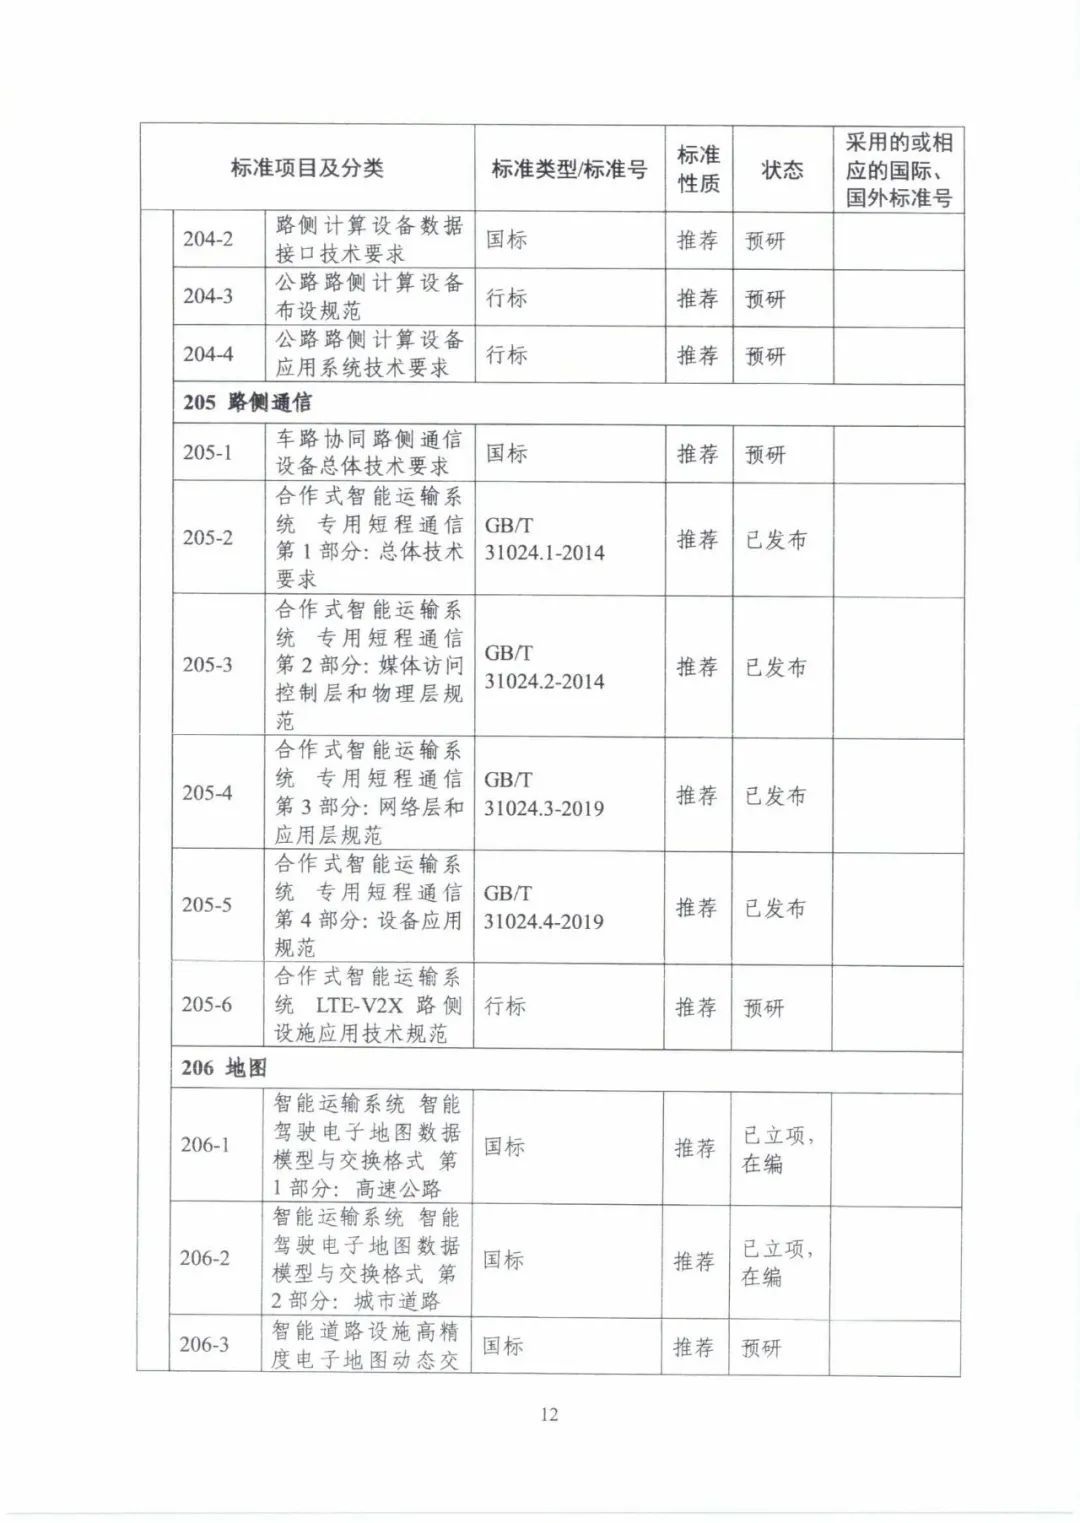 标准项目及分类
标准类型/标准号
标准
性质
状态
采用的或相
应的国际、
国外标准号
204-2
路侧计算设备数据
接口技术要求
国标
推荐
预研
204-3
公路路侧计算设备
布设规范
行标
推荐
预研
204-4
公路路侧计算设备
应用系统技术要求
行标
推荐
预研
205 路侧通信
205-1
车路协同路侧通信
设备总体技术要求
国标
推荐
预研
205-2
合作式智能运输系
统 专用短程通信
第 1 部分：总体技术
要求
GB/T
31024.1-2014
推荐
已发布
205-3
合作式智能运输系
统 专用短程通信
第 2 部分：媒体访问
控制层和物理层规
范
GB/T
31024.2-2014
推荐
已发布
205-4
合作式智能运输系
统 专用短程通信
第 3 部分：网络层和
应用层规范
GB/T
31024.3-2019
推荐
已发布
205-5
合作式智能运输系
统 专用短程通信
第 4 部分：设备应用
规范
GB/T
31024.4-2019
推荐
已发布
205-6
合作式智能运输系
统 LTE-V2X 路侧
设施应用技术规范
行标
推荐
预研
206 地图
206-1
智能运输系统 智能
驾驶电子地图数据
模型与交换格式 第
1 部分：高速公路
国标
推荐
已立项，
在编
206-2
智能运输系统 智能
驾驶电子地图数据
模型与交换格式 第
2 部分：城市道路
国标
推荐
已立项，
在编
206-3
智能道路设施高精
度电子地图动态交
国标
推荐
预研
12